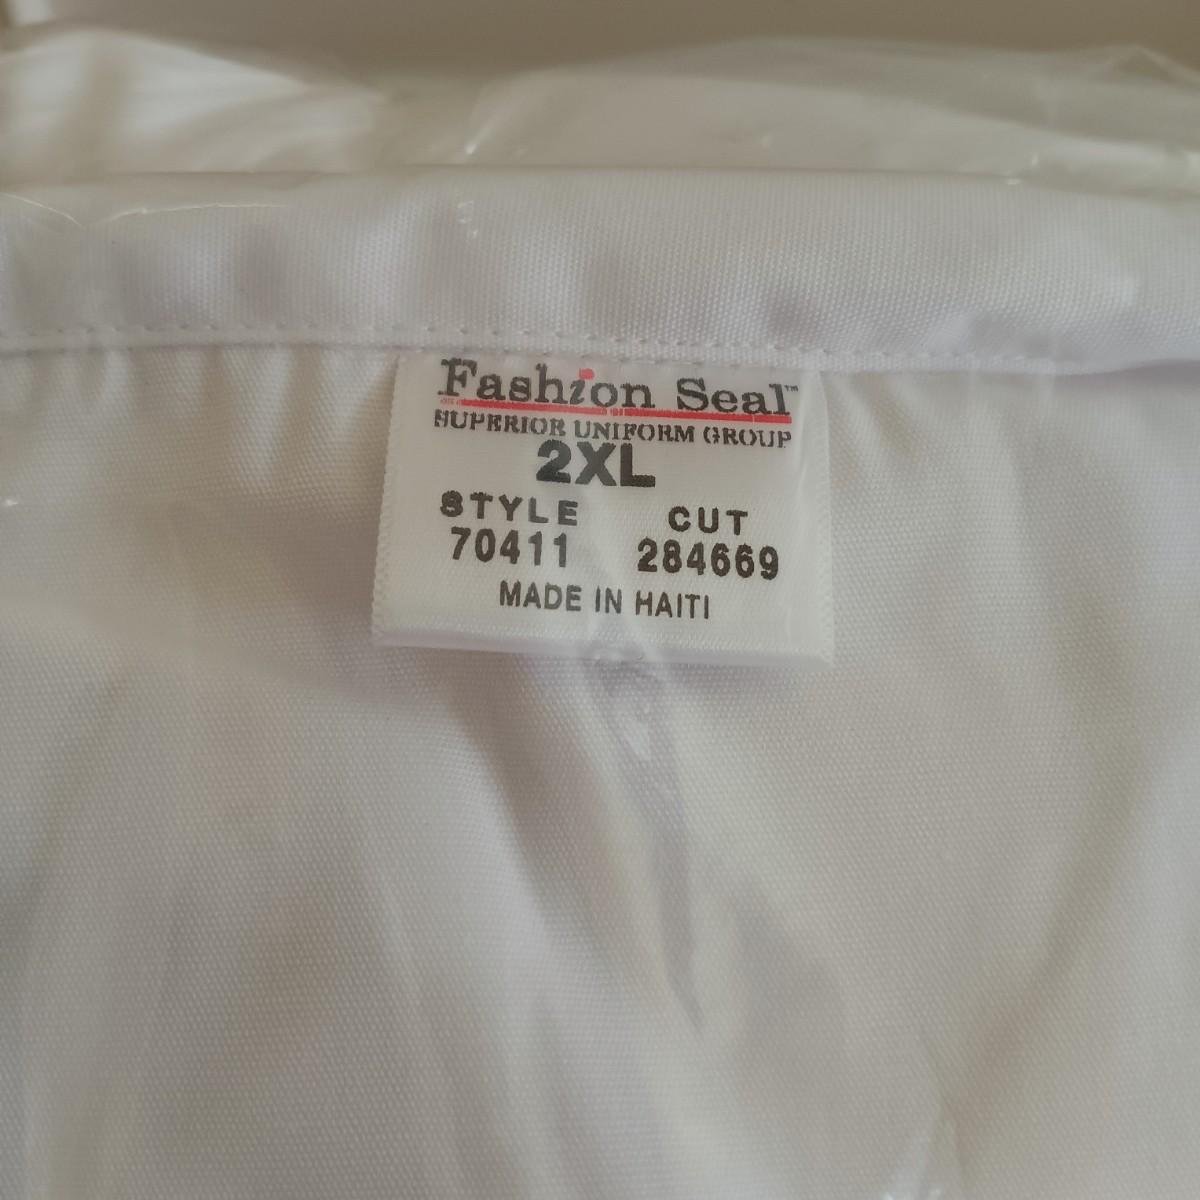 Fashion Seal™
SUPERIOR UNIFORM GROUP
2XL
STYLE CUT
70411 284669
MADE IN HAITI